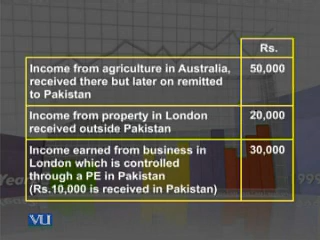 Rs.
Income from agriculture in Australia, 50,000
received there but later on remitted
to Pakistan
Income from property in London 20,000
received outside Pakistan
Income earned from business in 30,000
London which is controlled
through a PE in Pakistan
(Rs.10,000 is received in Pakistan)
Year
999
VU